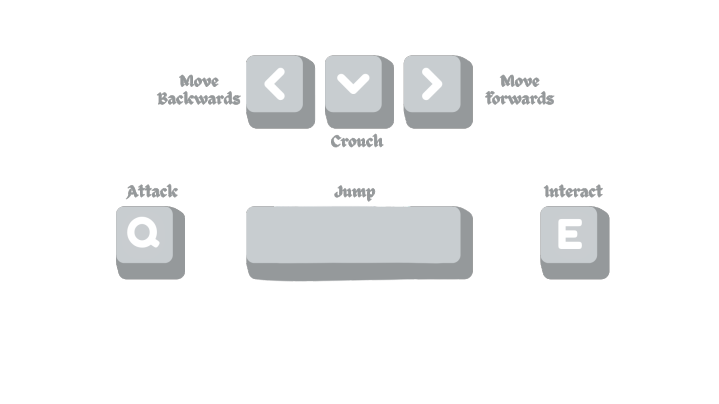 Move
Backwards
Move
forwards
Crouch
Attack
Jump
Interact
Q
E